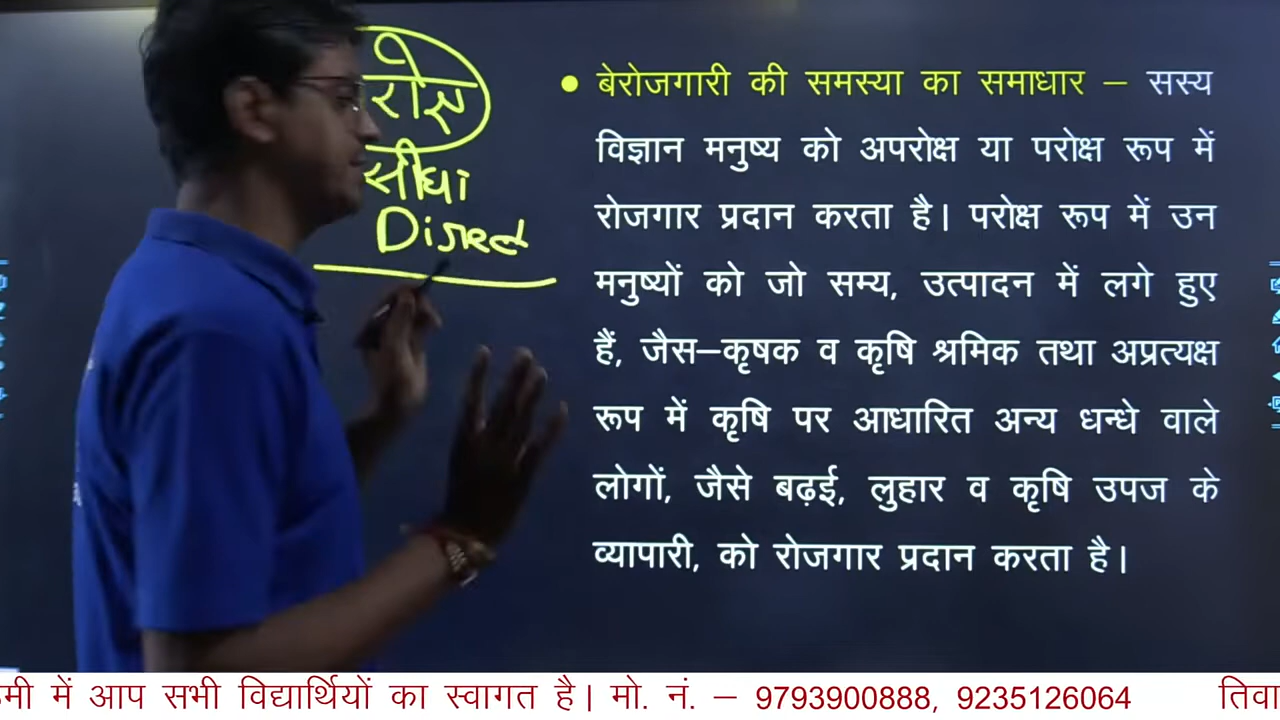 सीधा
Direct
• बेरोजगारी की समस्या का समाधार – सस्य
विज्ञान मनुष्य को अपरोक्ष या परोक्ष रूप में
रोजगार प्रदान करता है। परोक्ष रूप में उन
मनुष्यों को जो सम्य, उत्पादन में लगे हुए
हैं, जैस–कृषक व कृषि श्रमिक तथा अप्रत्यक्ष
रूप में कृषि पर आधारित अन्य धन्धे वाले
लोगों, जैसे बढ़ई, लुहार व कृषि उपज के
व्यापारी, को रोजगार प्रदान करता है।
में आप सभी विद्यार्थियों का स्वागत है। मो. नं. – 9793900888, 9235126064